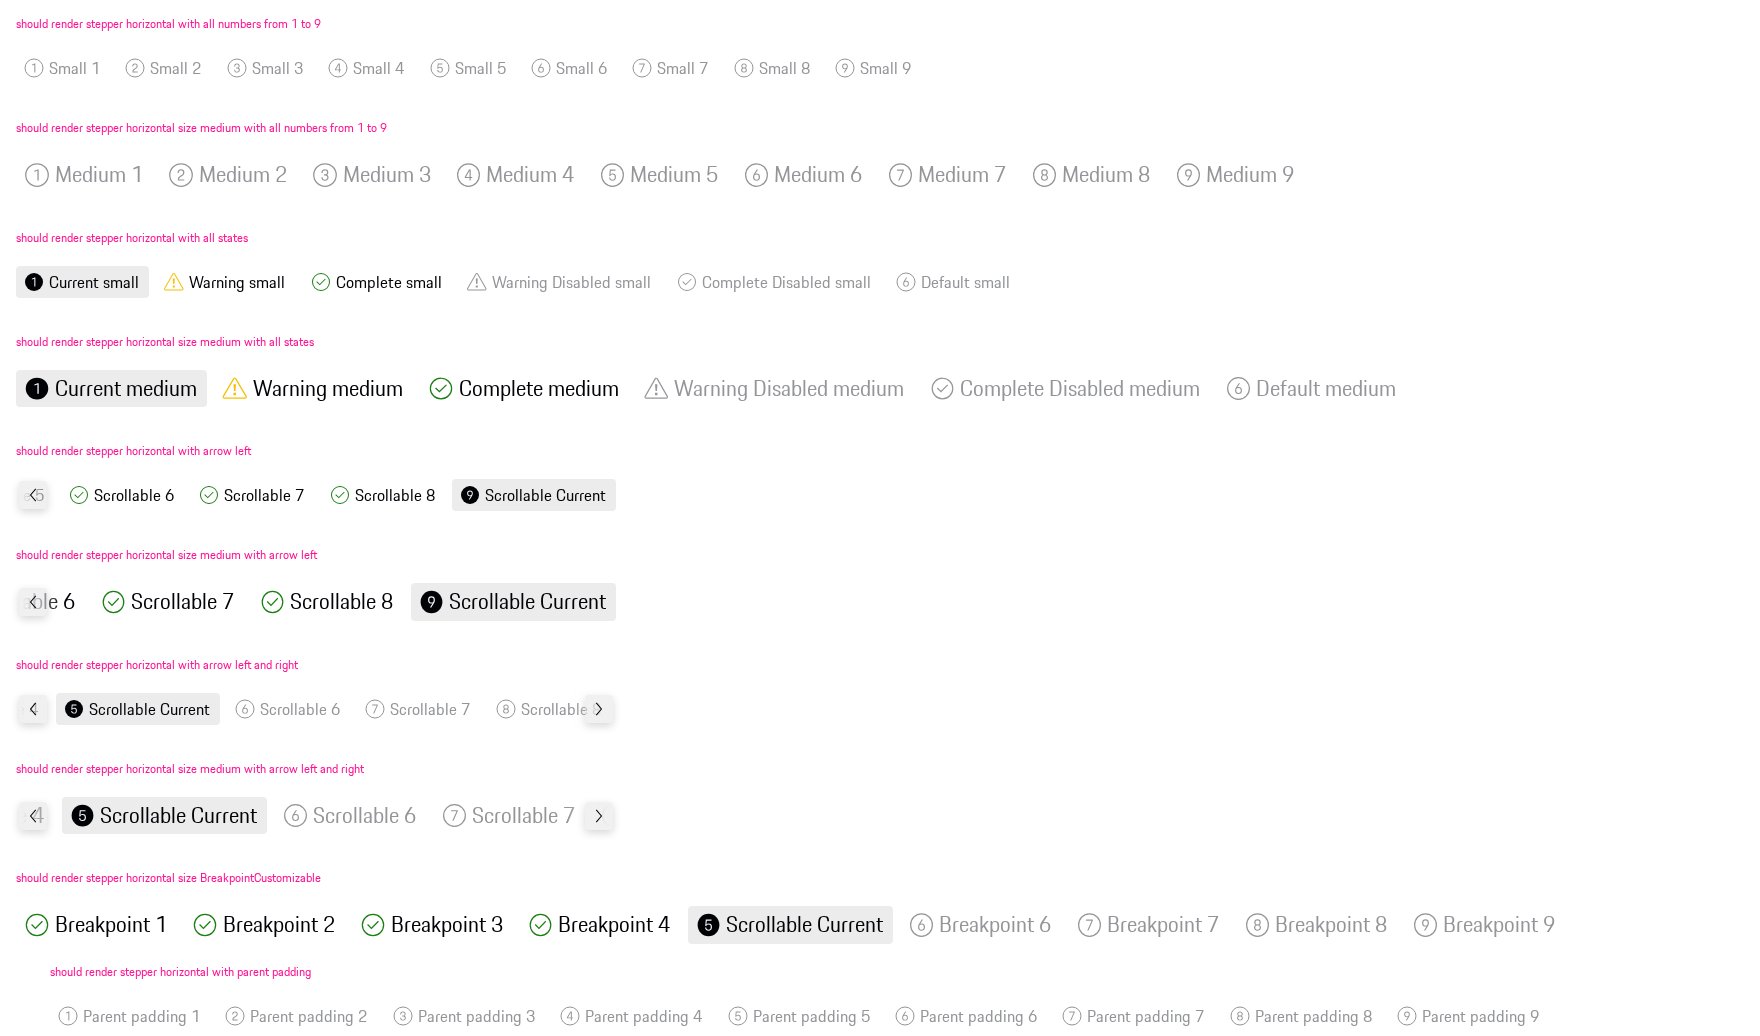 should render stepper horizontal with all numbers from 1 to 9
1 Small 1 2 Small 2 3 Small 3 4 Small 4 5 Small 5 6 Small 6 7 Small 7 8 Small 8 9 Small 9
should render stepper horizontal size medium with all numbers from 1 to 9
1 Medium 1 2 Medium 2 3 Medium 3 4 Medium 4 5 Medium 5 6 Medium 6 7 Medium 7 8 Medium 8 9 Medium 9
should render stepper horizontal with all states
1 Current small Warning small Complete small Warning Disabled small Complete Disabled small 6 Default small
should render stepper horizontal size medium with all states
1 Current medium Warning medium Complete medium Warning Disabled medium Complete Disabled medium 6 Default medium
should render stepper horizontal with arrow left
5 Scrollable 6 Scrollable 7 Scrollable 8 9 Scrollable Current
should render stepper horizontal size medium with arrow left
ble 6 Scrollable 7 Scrollable 8 9 Scrollable Current
should render stepper horizontal with arrow left and right
5 Scrollable Current 6 Scrollable 6 7 Scrollable 7 8 Scrollable
should render stepper horizontal size medium with arrow left and right
4 5 Scrollable Current 6 Scrollable 6 7 Scrollable 7
should render stepper horizontal size BreakpointCustomizable
Breakpoint 1 Breakpoint 2 Breakpoint 3 Breakpoint 4 5 Scrollable Current 6 Breakpoint 6 7 Breakpoint 7 8 Breakpoint 8 9 Breakpoint 9
should render stepper horizontal with parent padding
1 Parent padding 1 2 Parent padding 2 3 Parent padding 3 4 Parent padding 4 5 Parent padding 5 6 Parent padding 6 7 Parent padding 7 8 Parent padding 8 9 Parent padding 9